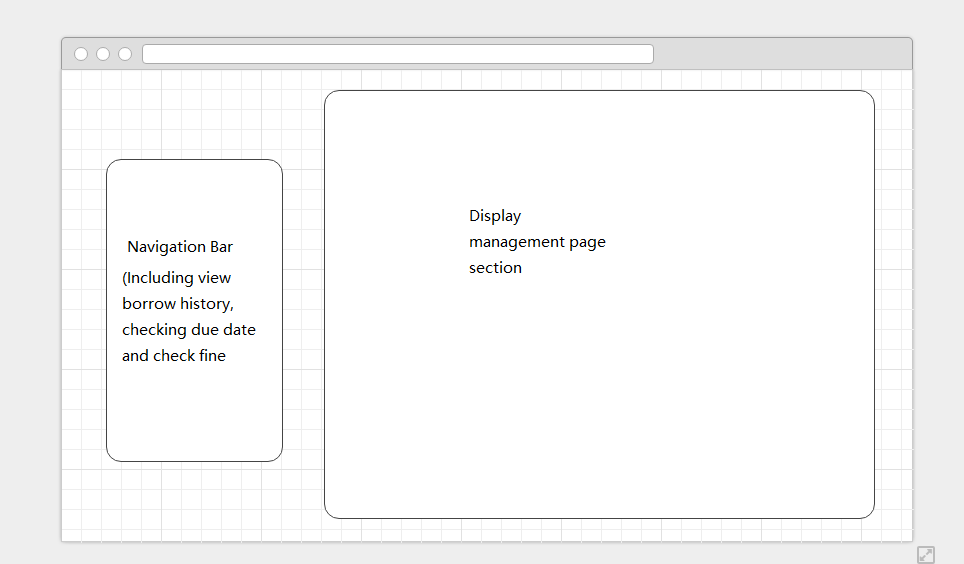 Navigation Bar
(Including view
borrow history,
checking due date
and check fine
Display
management page
section